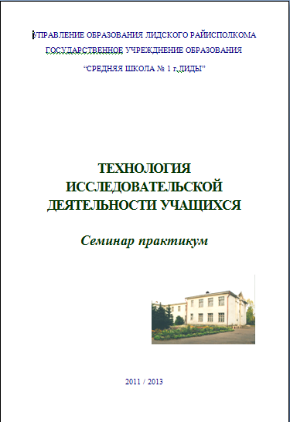 УПРАВЛЕНИЕ ОБРАЗОВАНИЯ ЛИДСКОГО РАЙИСПОЛКОМА
ГОСУДАРСТВЕННОЕ УЧРЕЖДНЕНИЕ ОБРАЗОВАНИЯ
“СРЕДНЯЯ ШКОЛА № 1 г.ЛИДЫ”
ТЕХНОЛОГИЯ
ИССЛЕДОВАТЕЛЬСКОЙ
ДЕЯТЕЛЬНОСТИ УЧАЩИХСЯ
Семинар практикум
2011 / 2013